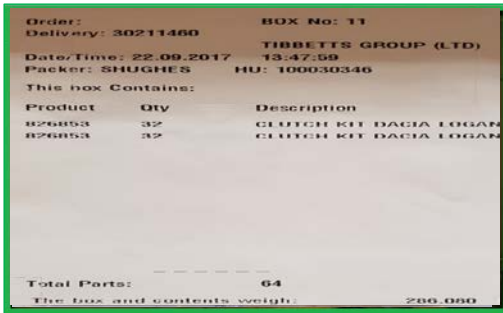 Order: BOX No: 11
Delivery: 30211460
TIBBETTS GROUP (LTD)
Date/Time: 22.09.2017 13:47:59
Packer: SHUGHES HU: 100030346
This box Contains:
Product Qty Description
826853 32 CLUTCH KIT DACIA LOGAN
826853 32 CLUTCH KIT DACIA LOGAN
Total Parts: 64
The box and contents weigh: 286.080